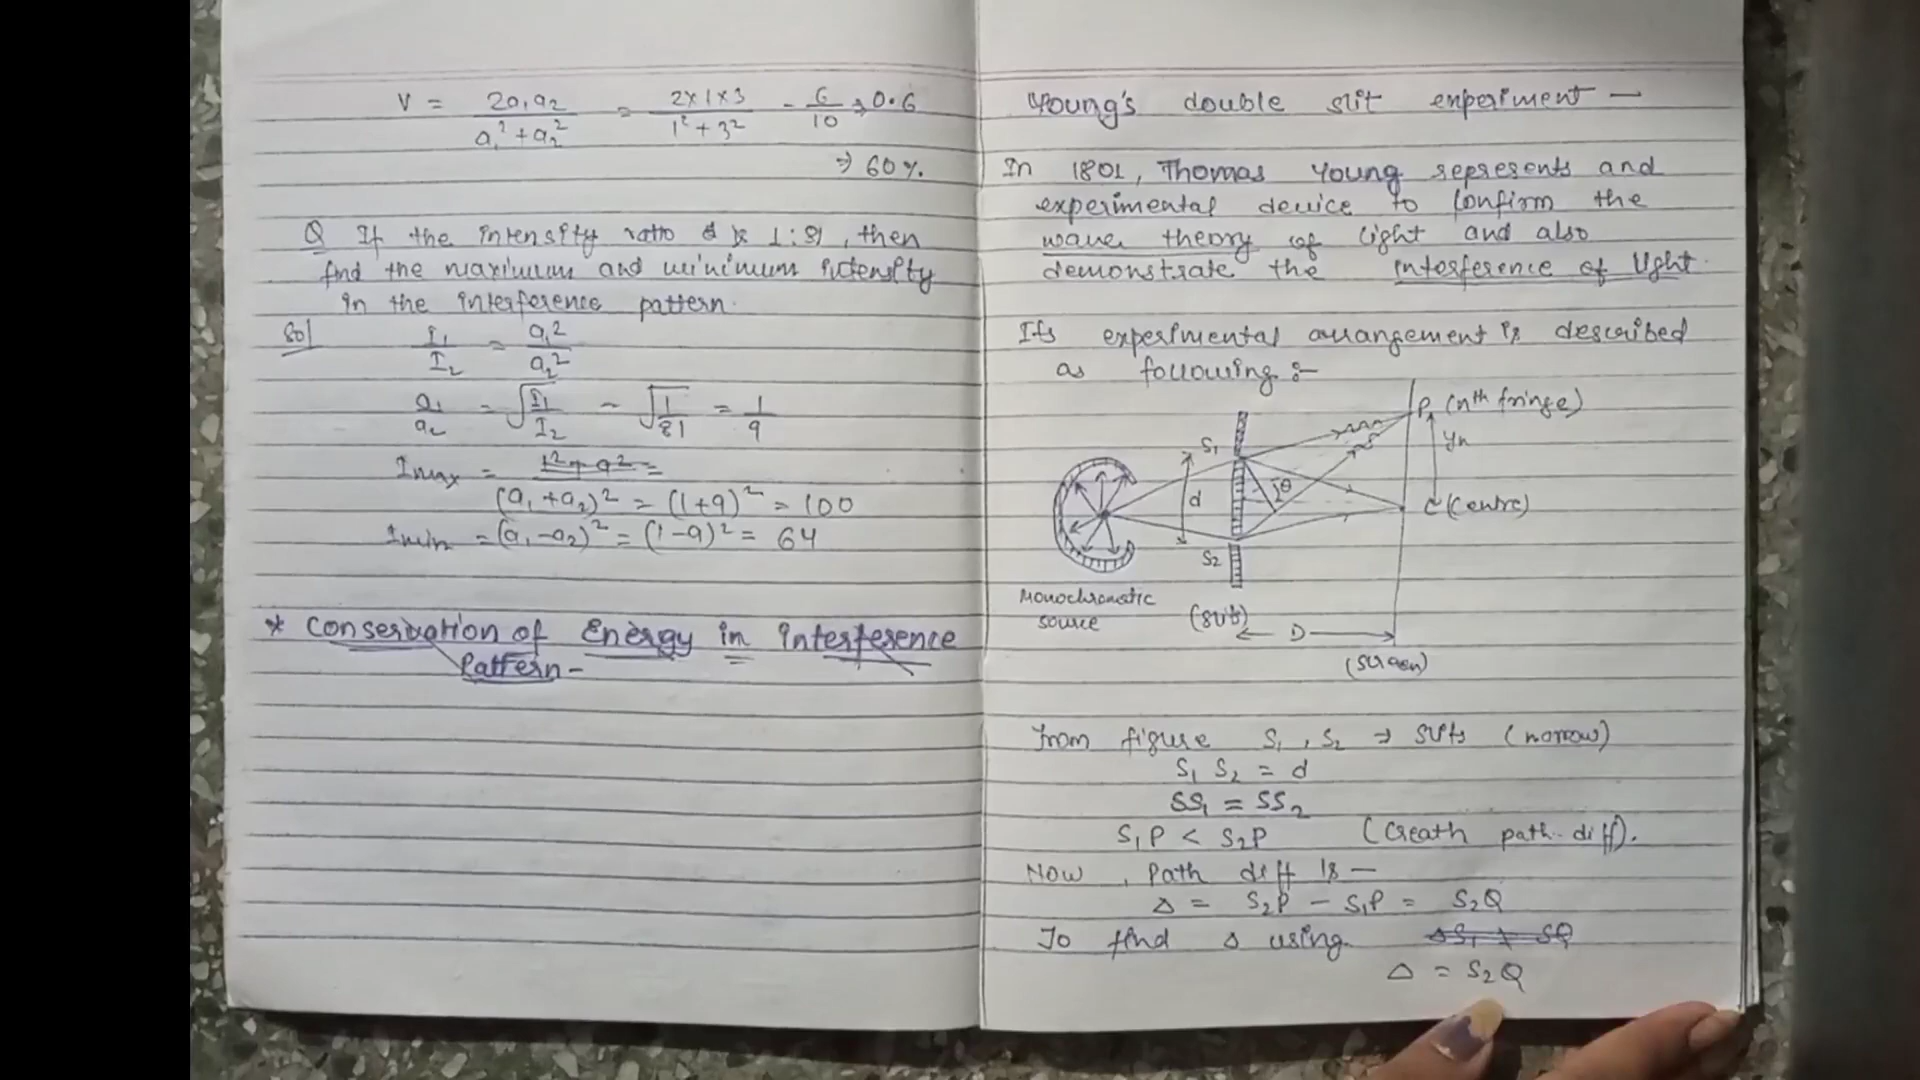 V = 2a₁a₂ / a₁² + a₂² = 2×1×3 / 1² + 3² = 6/10 ⇒ 0.6
⇒ 60%.
Q If the intensity ratio is 1:81, then
find the maximum and minimum intensity
in the interference pattern.
Sol I₁/I₂ = a₁²/a₂²
a₁/a₂ = √I₁/I₂ = √1/81 = 1/9
Imax = 1²+9² =
(a₁+a₂)² = (1+9)² = 100
Imin = (a₁-a₂)² = (1-9)² = 64
* Conservation of Energy in interference
Pattern -
Young's double slit experiment —
In 1801, Thomas Young represents and
experimental device to confirm the
wave theory of light and also
demonstrate the interference of light.
Its experimental arrangement is described
as following :-
P (nth fringe)
S₁
yn
d
θ
C (Centre)
S₂
Monochromatic
source
(slits)
D
(screen)
From figure S₁, S₂ → slits (narrow)
S₁ S₂ = d
SS₁ = SS₂
S₁P < S₂P (Creath path diff).
Now, Path diff is —
Δ = S₂P - S₁P = S₂Q
To find Δ using
Δ = S₂Q